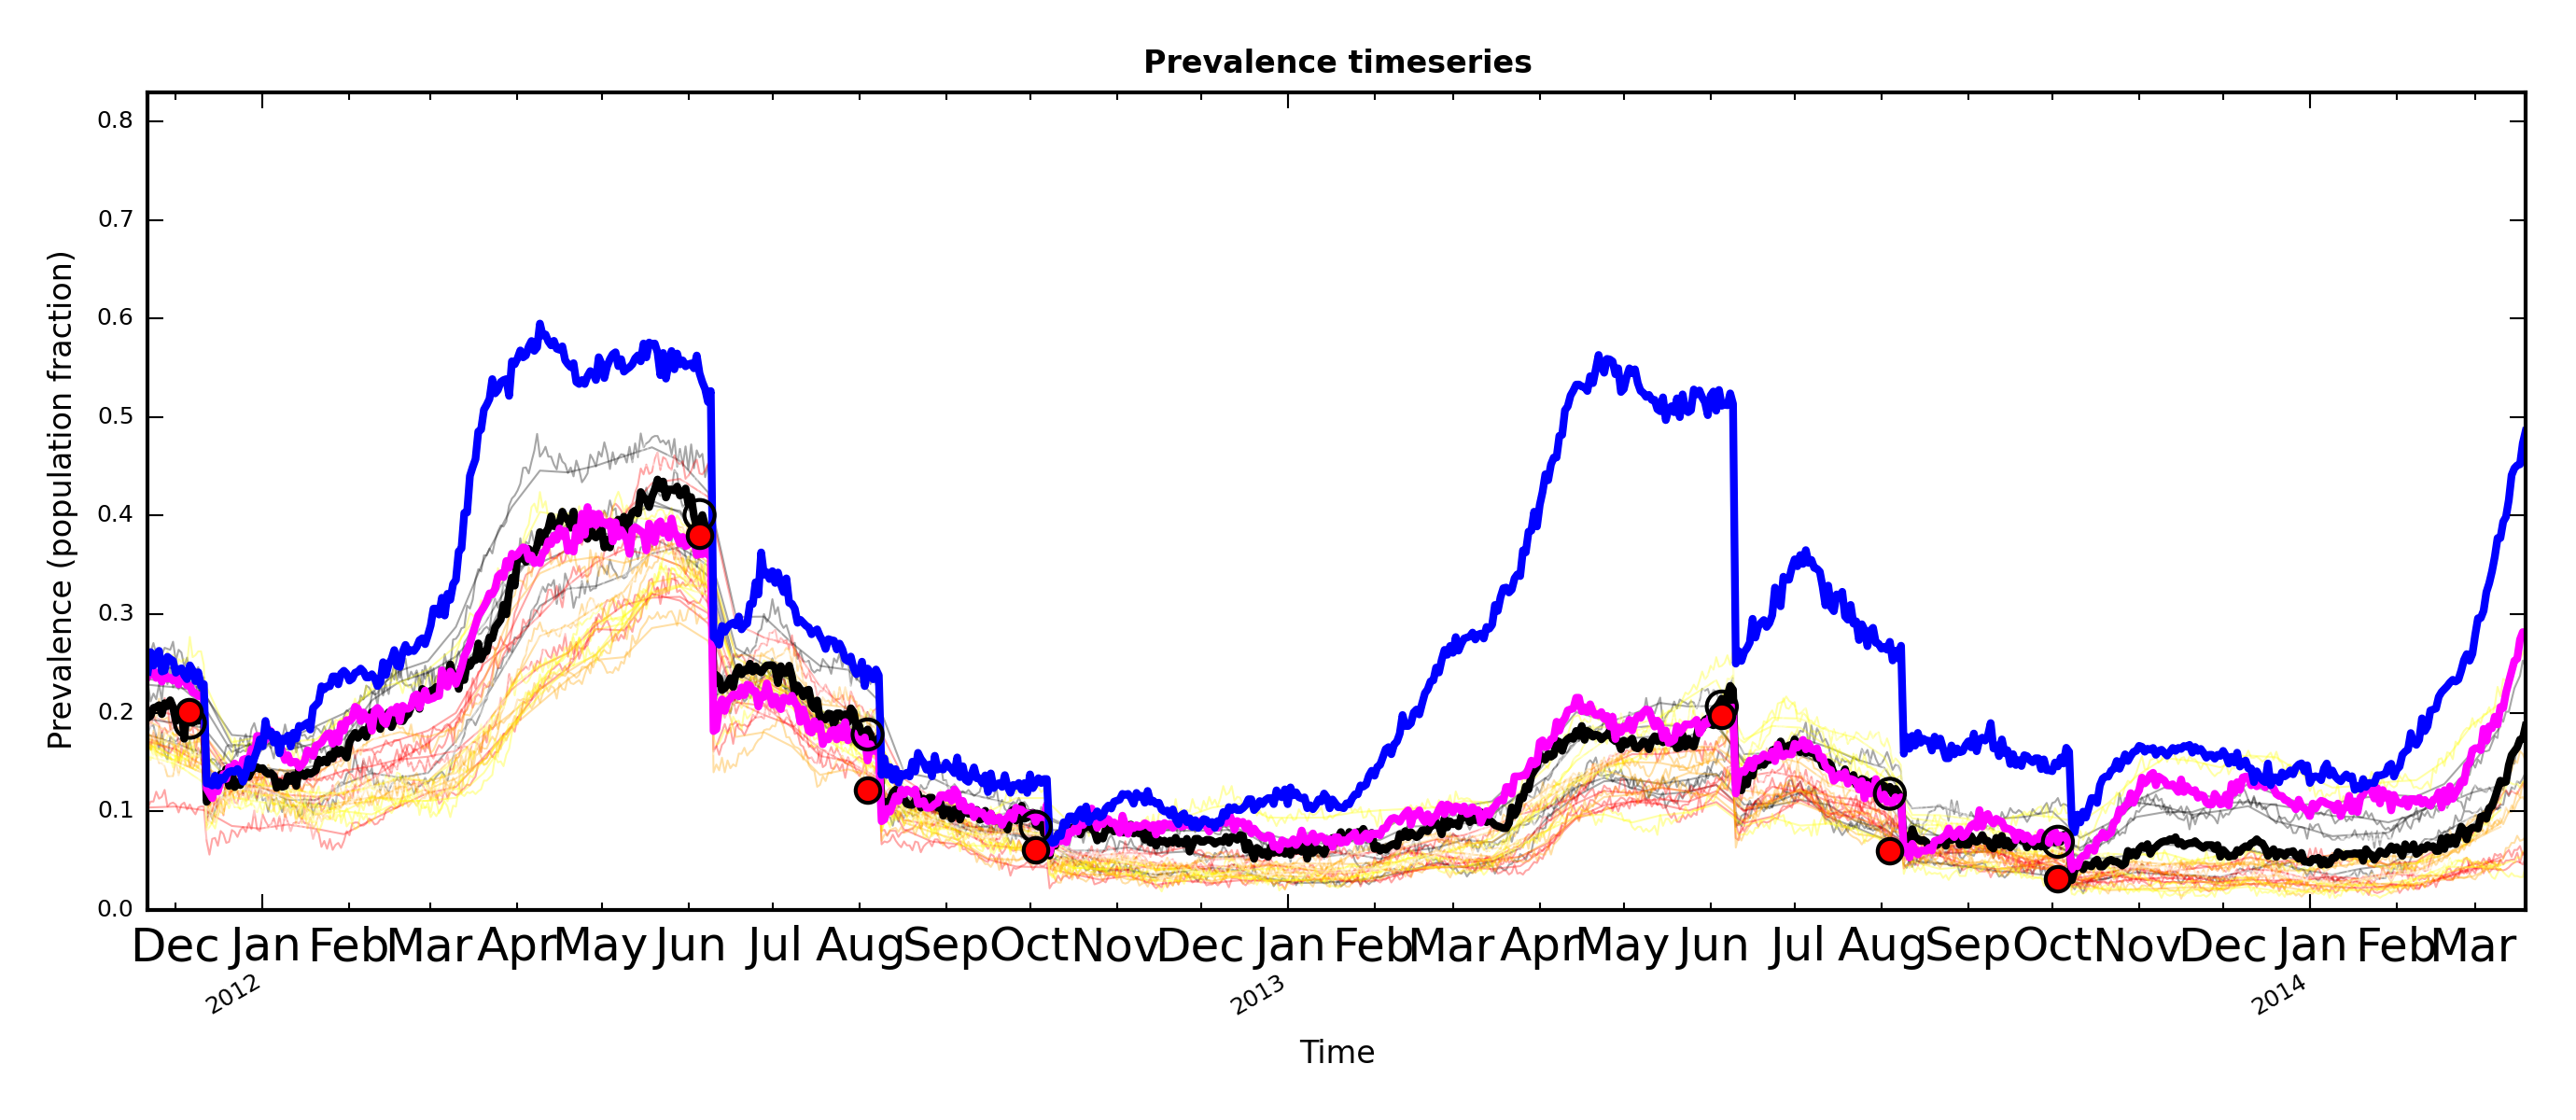 Prevalence timeseries
Prevalence (population fraction)
0.8
0.7
0.6
0.5
0.4
0.3
0.2
0.1
0.0
Dec Jan Feb Mar Apr May Jun Jul Aug Sep Oct Nov Dec Jan Feb Mar Apr May Jun Jul Aug Sep Oct Nov Dec Jan Feb Mar
2012 2013 2014
Time